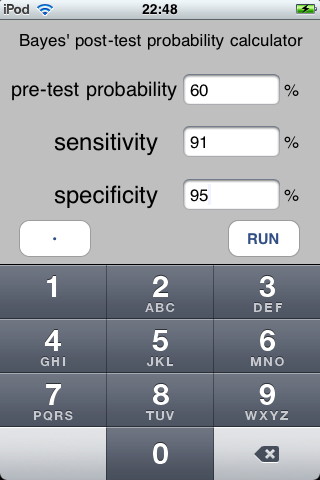 iPod 22:48
Bayes' post-test probability calculator
pre-test probability 60 %
sensitivity 91 %
specificity 95 %
. RUN
1 2 3
ABC DEF
4 5 6
GHI JKL MNO
7 8 9
PQRS TUV WXYZ
0